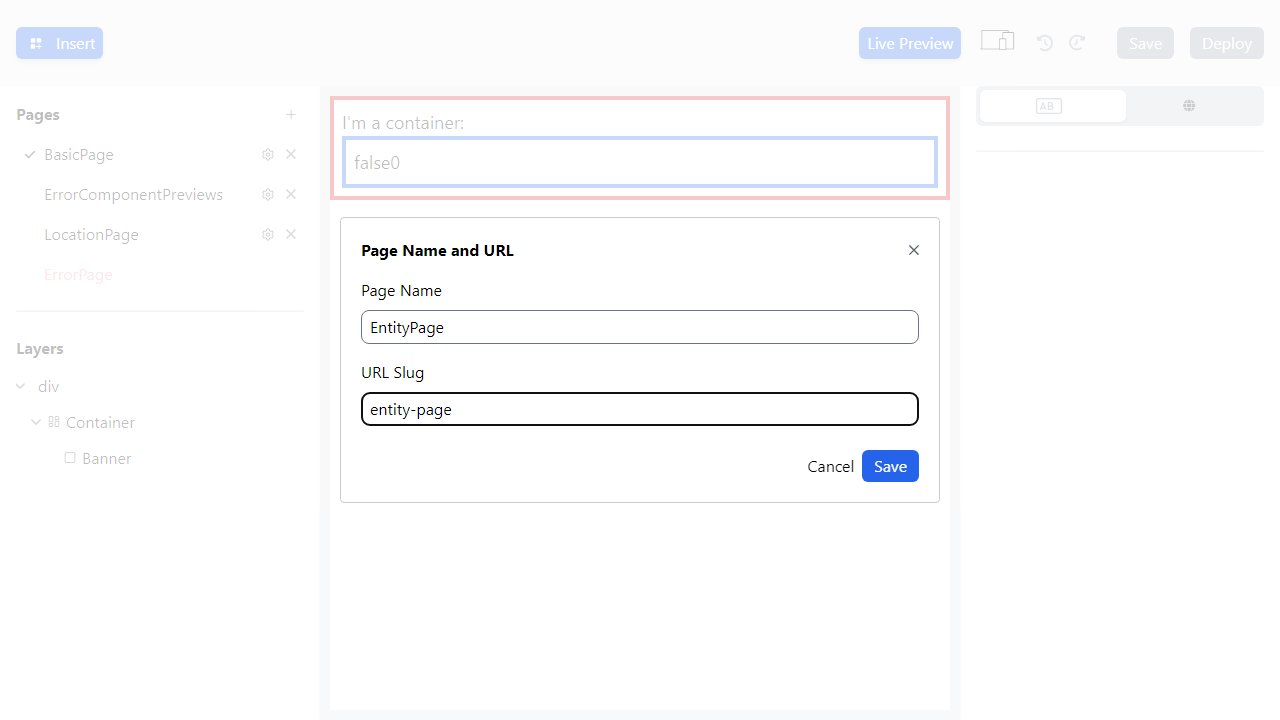 Insert
Live Preview
Save
Deploy
Pages
BasicPage
ErrorComponentPreviews
LocationPage
ErrorPage
Layers
div
Container
Banner
I'm a container:
false0
Page Name and URL
Page Name
EntityPage
URL Slug
entity-page
Cancel
Save
AB